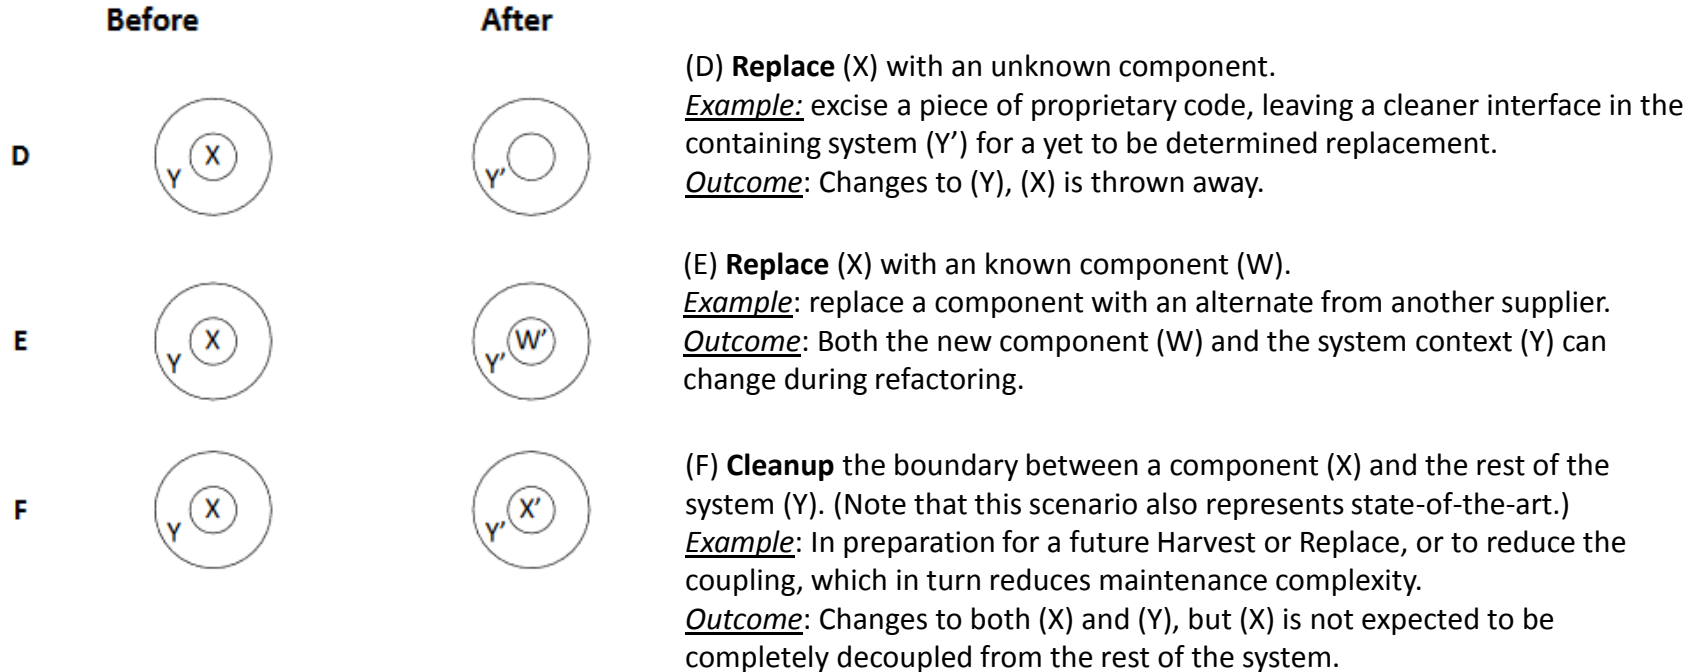 Before After
(D) Replace (X) with an unknown component.
Example: excise a piece of proprietary code, leaving a cleaner interface in the
containing system (Y’) for a yet to be determined replacement.
Outcome: Changes to (Y), (X) is thrown away.
D Y X Y’
(E) Replace (X) with an known component (W).
Example: replace a component with an alternate from another supplier.
Outcome: Both the new component (W) and the system context (Y) can
change during refactoring.
E Y X Y’ W’
(F) Cleanup the boundary between a component (X) and the rest of the
system (Y). (Note that this scenario also represents state-of-the-art.)
Example: In preparation for a future Harvest or Replace, or to reduce the
coupling, which in turn reduces maintenance complexity.
Outcome: Changes to both (X) and (Y), but (X) is not expected to be
completely decoupled from the rest of the system.
F Y X Y’ X’